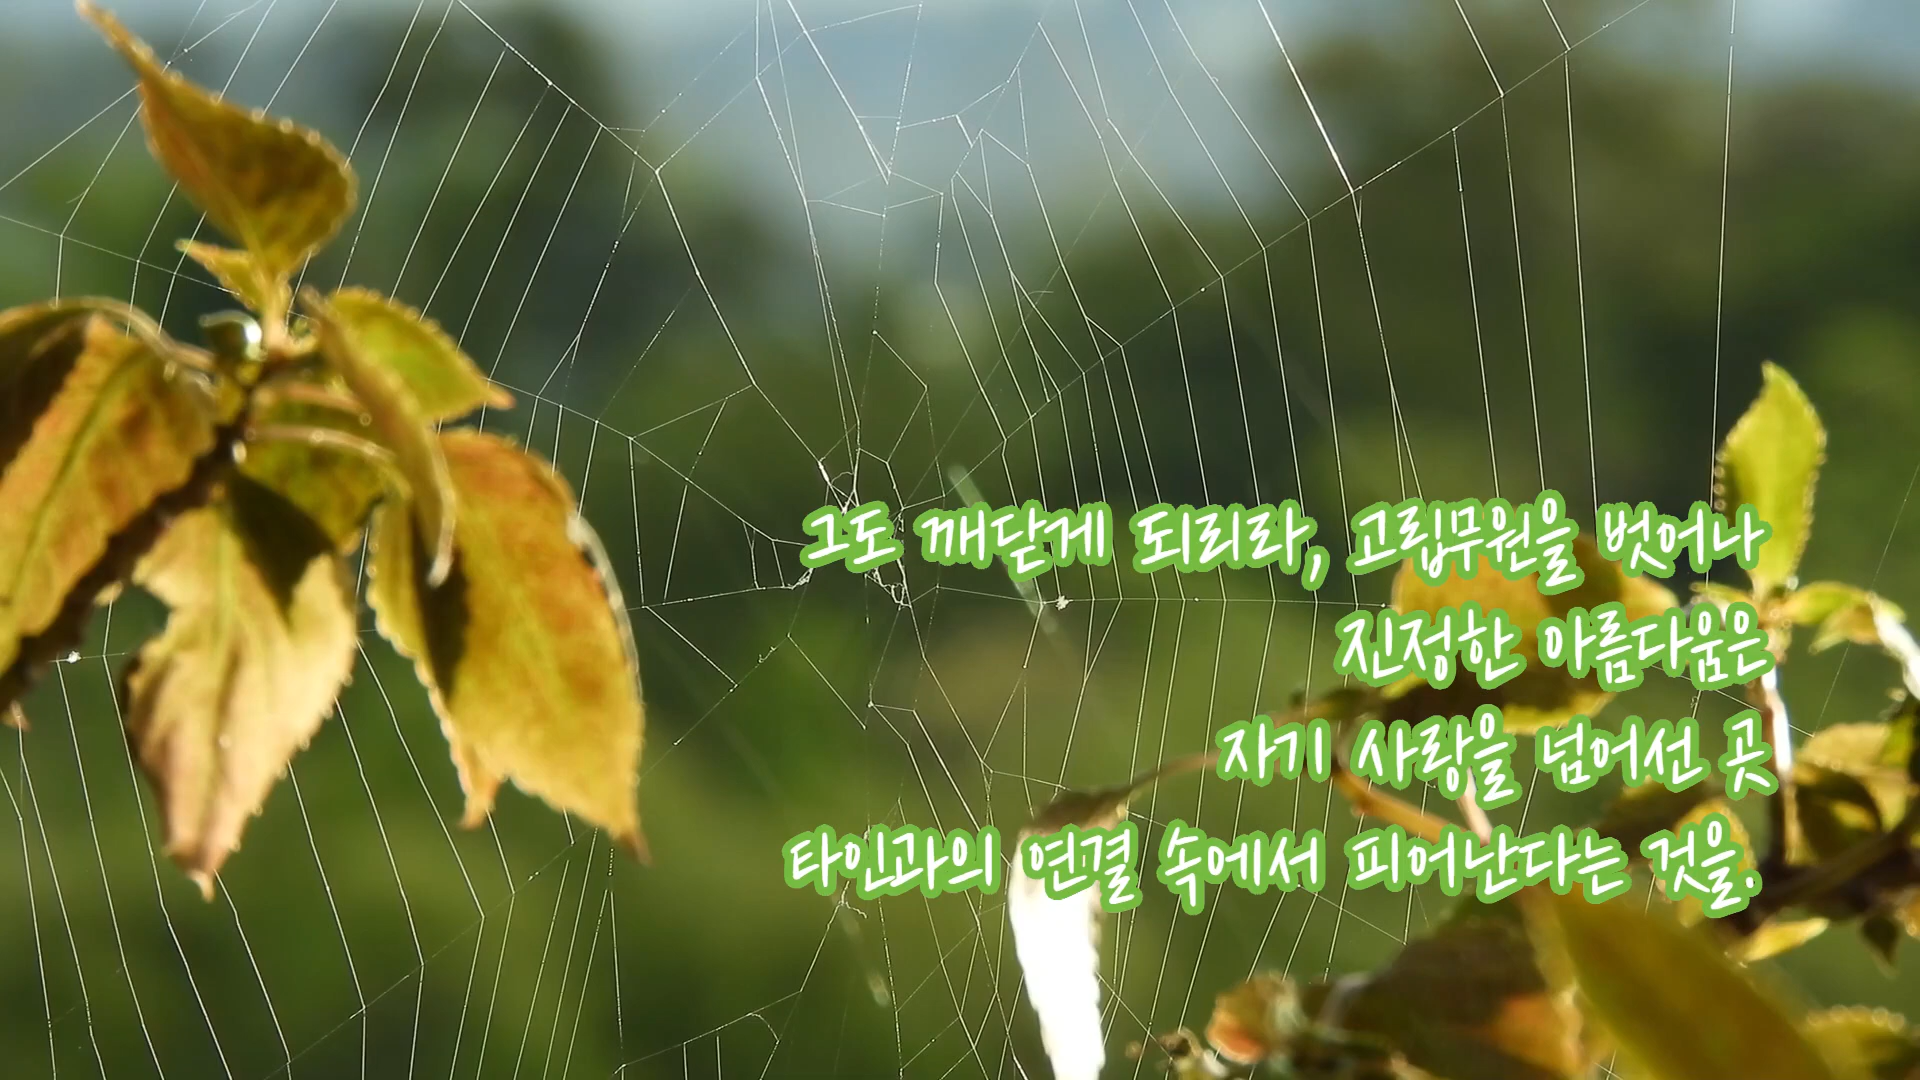 그도 깨닫게 되리라, 고립무원을 벗어나
진정한 아름다움은
자기 사랑을 넘어선 곳
타인과의 연결 속에서 피어난다는 것을.